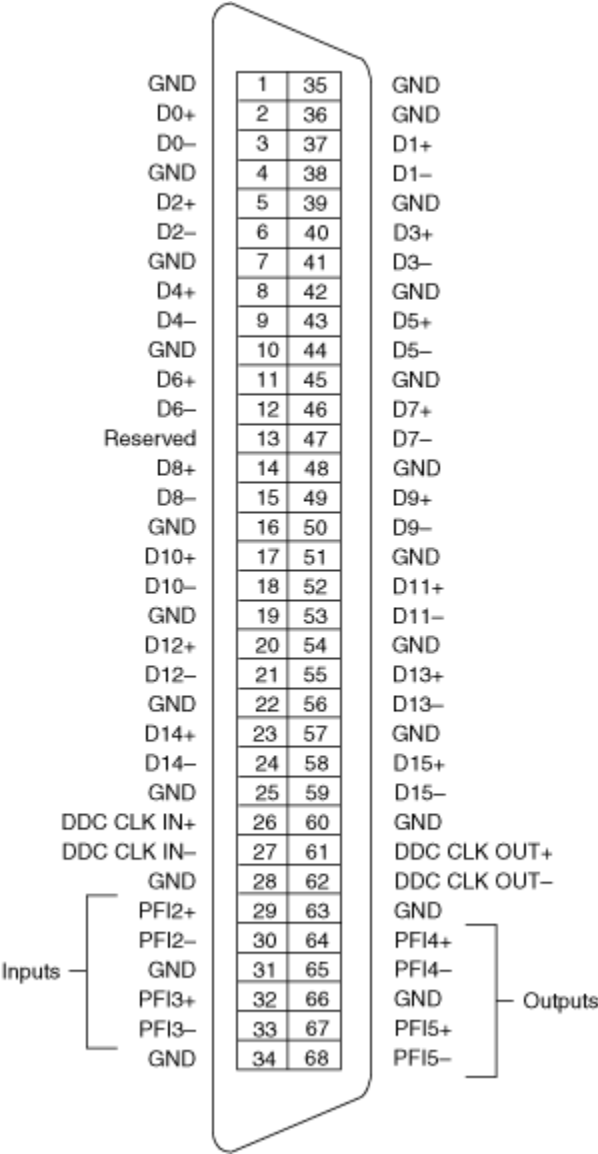 GND 1 35 GND
D0+ 2 36 GND
D0– 3 37 D1+
GND 4 38 D1–
D2+ 5 39 GND
D2– 6 40 D3+
GND 7 41 D3–
D4+ 8 42 GND
D4– 9 43 D5+
GND 10 44 D5–
D6+ 11 45 GND
D6– 12 46 D7+
Reserved 13 47 D7–
D8+ 14 48 GND
D8– 15 49 D9+
GND 16 50 D9–
D10+ 17 51 GND
D10– 18 52 D11+
GND 19 53 D11–
D12+ 20 54 GND
D12– 21 55 D13+
GND 22 56 D13–
D14+ 23 57 GND
D14– 24 58 D15+
GND 25 59 D15–
DDC CLK IN+ 26 60 GND
DDC CLK IN– 27 61 DDC CLK OUT+
GND 28 62 DDC CLK OUT–
PFI2+ 29 63 GND
PFI2– 30 64 PFI4+
Inputs GND 31 65 PFI4–
PFI3+ 32 66 GND Outputs
PFI3– 33 67 PFI5+
GND 34 68 PFI5–